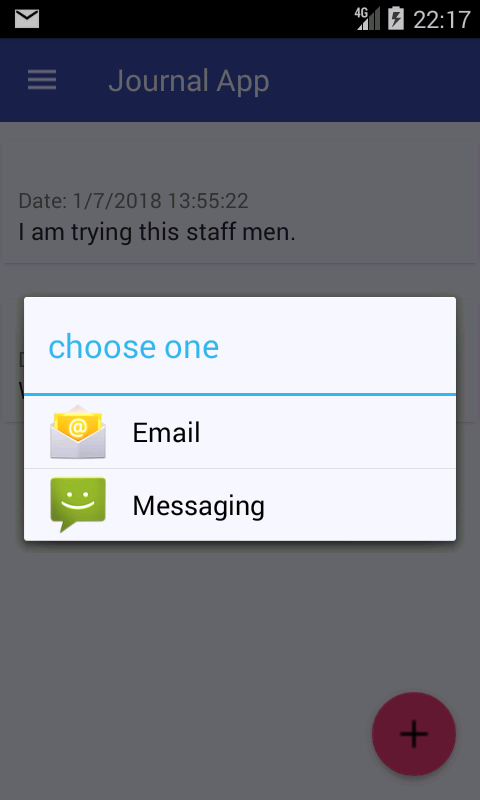 4G 22:17
Journal App
Date: 1/7/2018 13:55:22
I am trying this staff men.
choose one
@ Email
Messaging